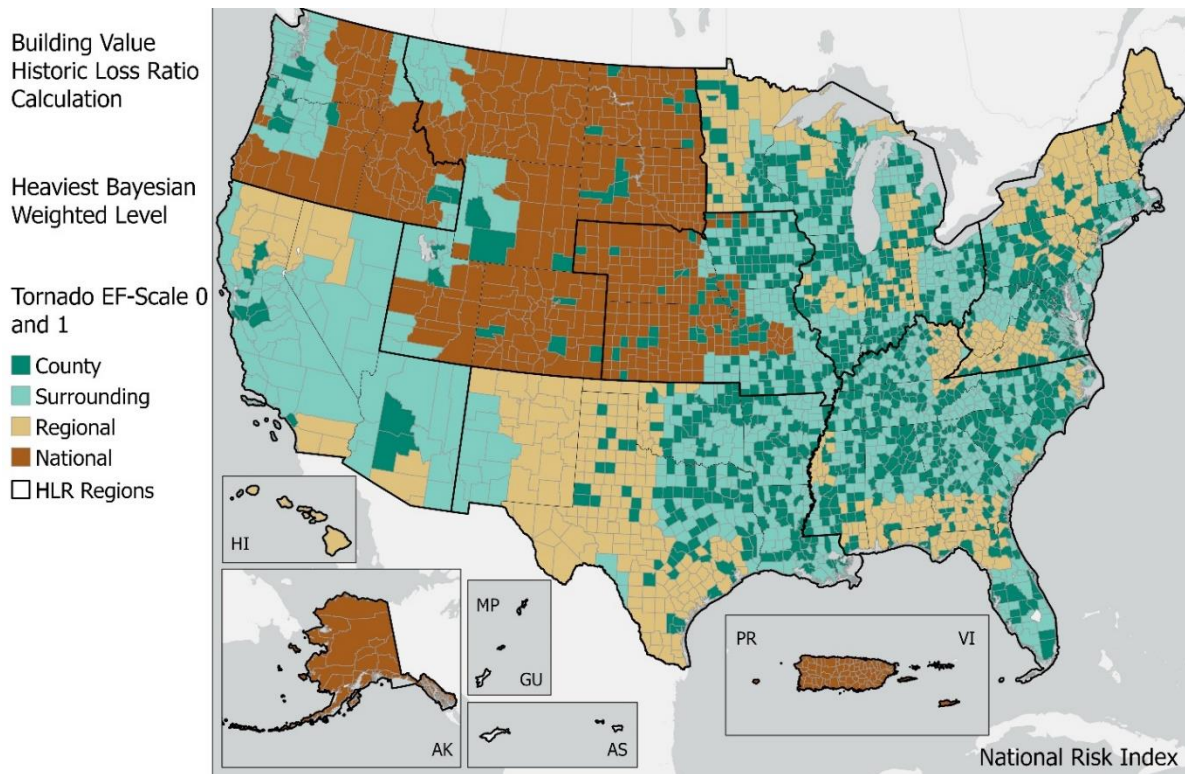 Building Value
Historic Loss Ratio
Calculation
Heaviest Bayesian
Weighted Level
Tornado EF-Scale 0
and 1
County
Surrounding
Regional
National
HLR Regions
HI
AK
MP
GU
AS
PR
VI
National Risk Index